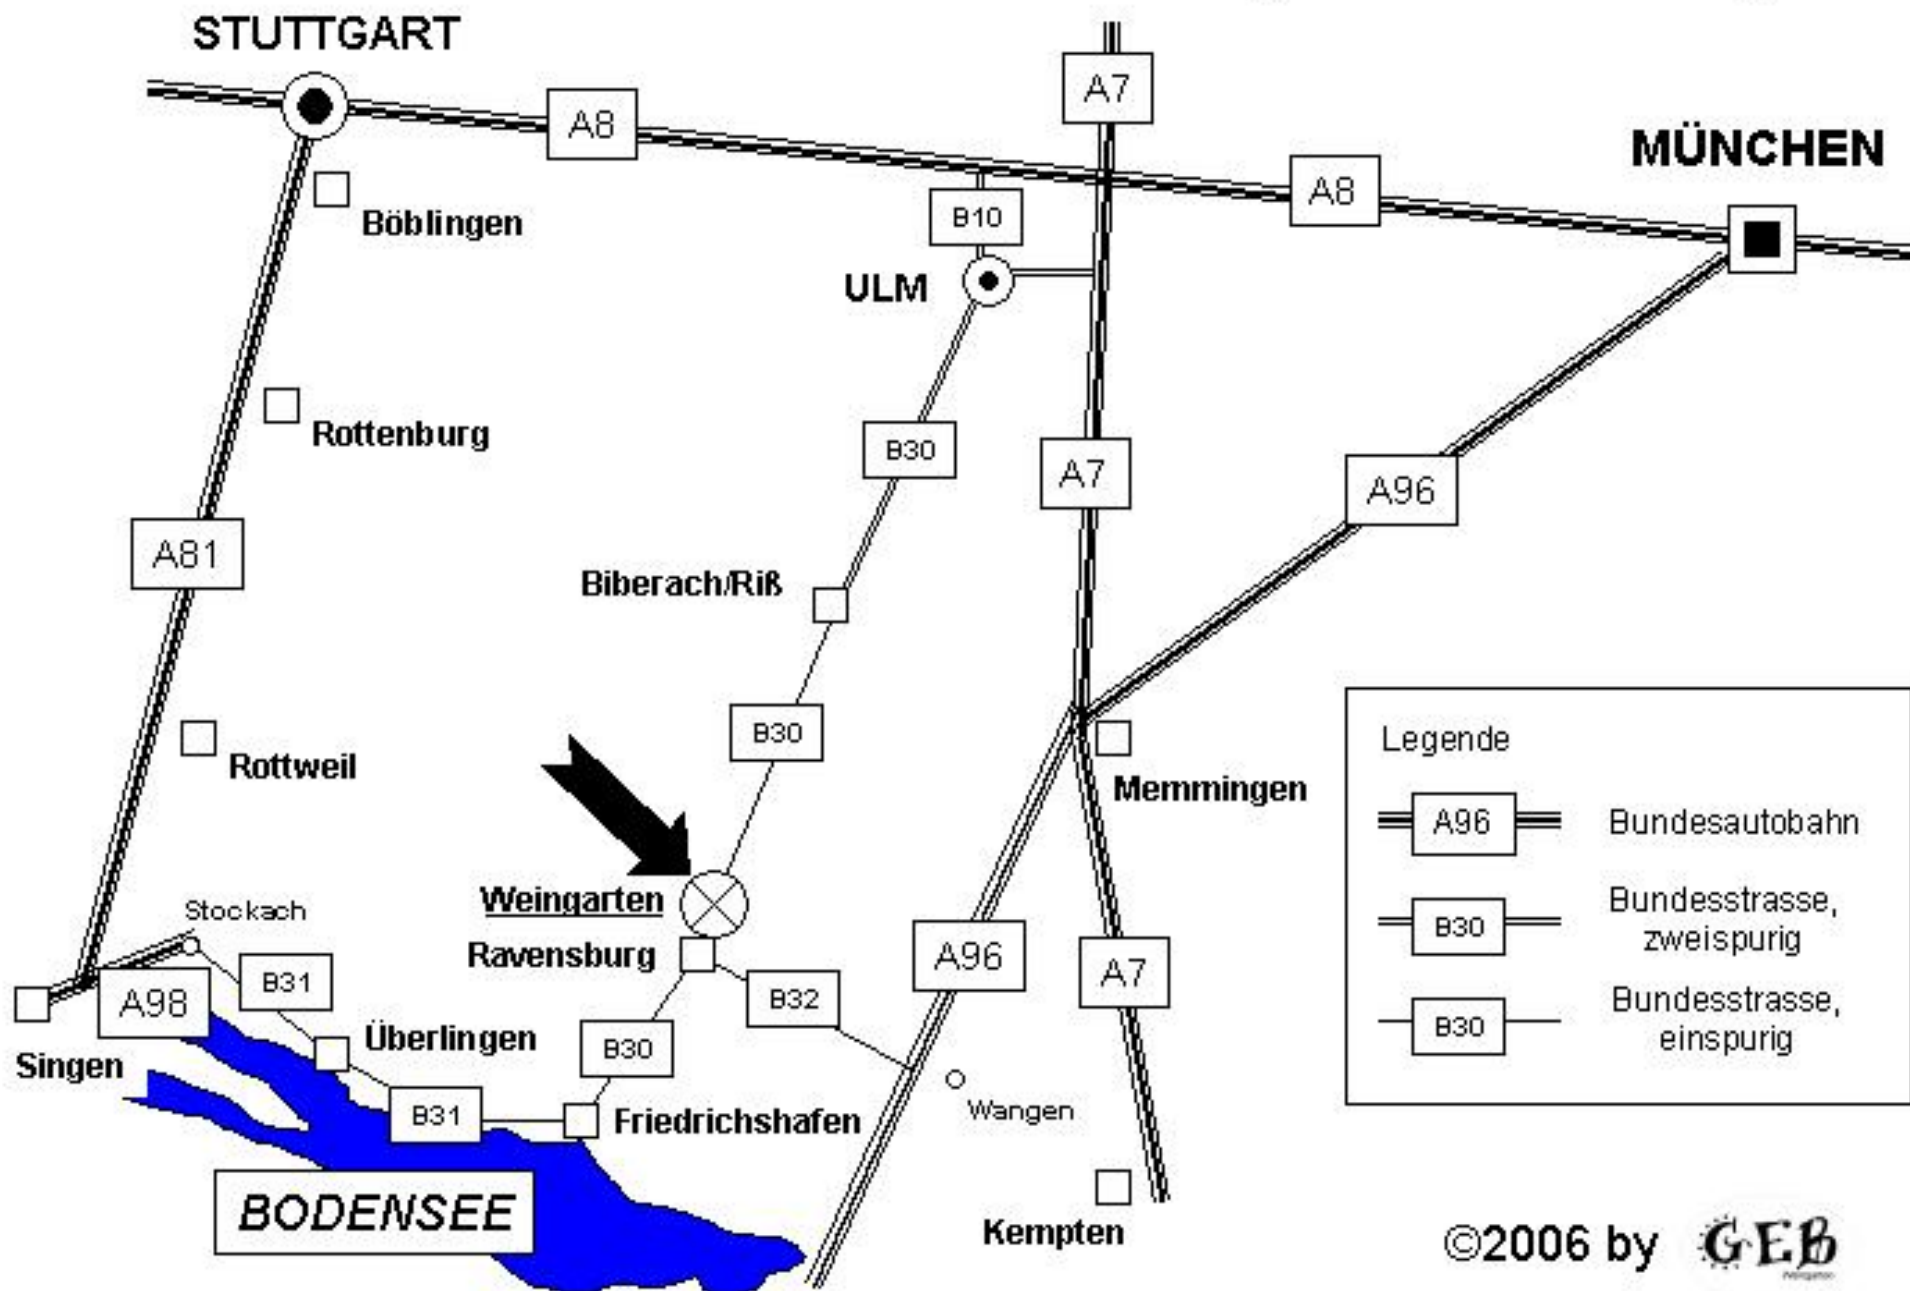 STUTTGART
A7
A8
MÜNCHEN
A8
B10
Böblingen
ULM
Rottenburg
B30
A7
A96
A81
Biberach/Riß
B30
Rottweil
Memmingen
Legende
A96 Bundesautobahn
B30 Bundesstrasse,
zweispurig
B30 Bundesstrasse,
einspurig
Weingarten
Stockach
Ravensburg
A96
A7
B31
A98
B32
Überlingen
B30
Singen
B31
Friedrichshafen
Wangen
BODENSEE
Kempten
©2006 by GEB